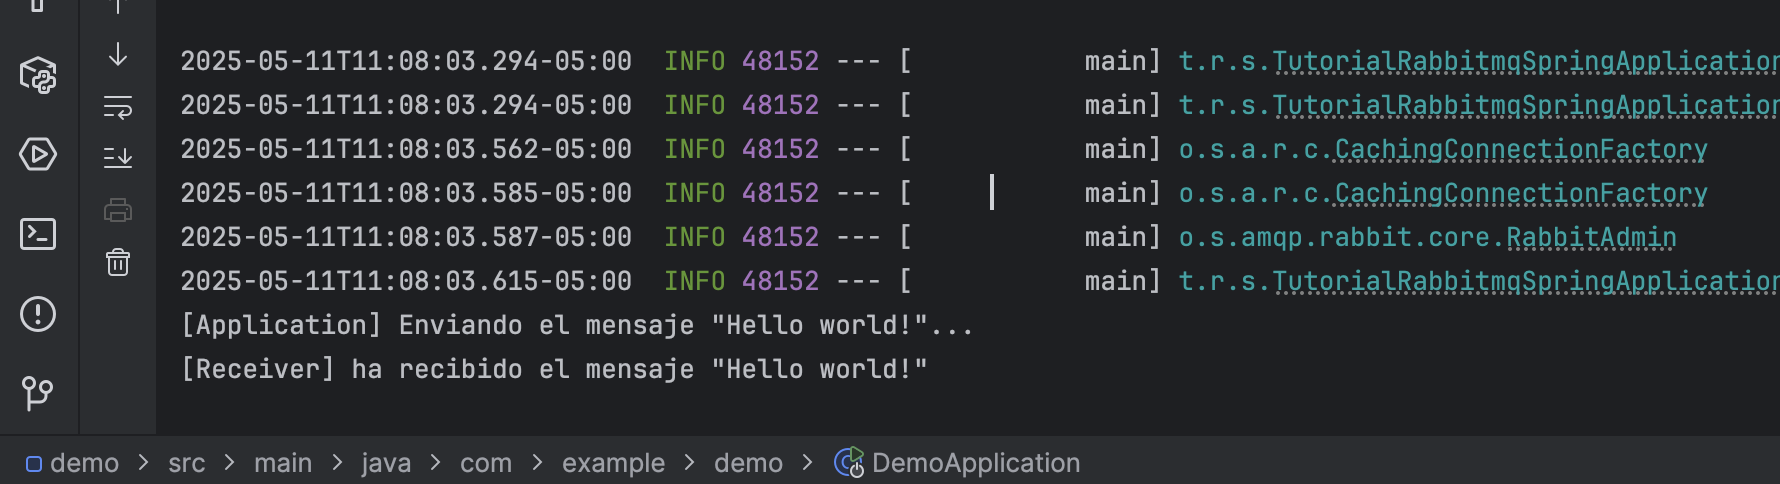 2025-05-11T11:08:03.294-05:00  INFO 48152 --- [           main] t.r.s.TutorialRabbitmqSpringApplication
2025-05-11T11:08:03.294-05:00  INFO 48152 --- [           main] t.r.s.TutorialRabbitmqSpringApplication
2025-05-11T11:08:03.562-05:00  INFO 48152 --- [           main] o.s.a.r.c.CachingConnectionFactory
2025-05-11T11:08:03.585-05:00  INFO 48152 --- [           main] o.s.a.r.c.CachingConnectionFactory
2025-05-11T11:08:03.587-05:00  INFO 48152 --- [           main] o.s.amqp.rabbit.core.RabbitAdmin
2025-05-11T11:08:03.615-05:00  INFO 48152 --- [           main] t.r.s.TutorialRabbitmqSpringApplication
[Application] Enviando el mensaje "Hello world!"...
[Receiver] ha recibido el mensaje "Hello world!"
demo > src > main > java > com > example > demo > DemoApplication